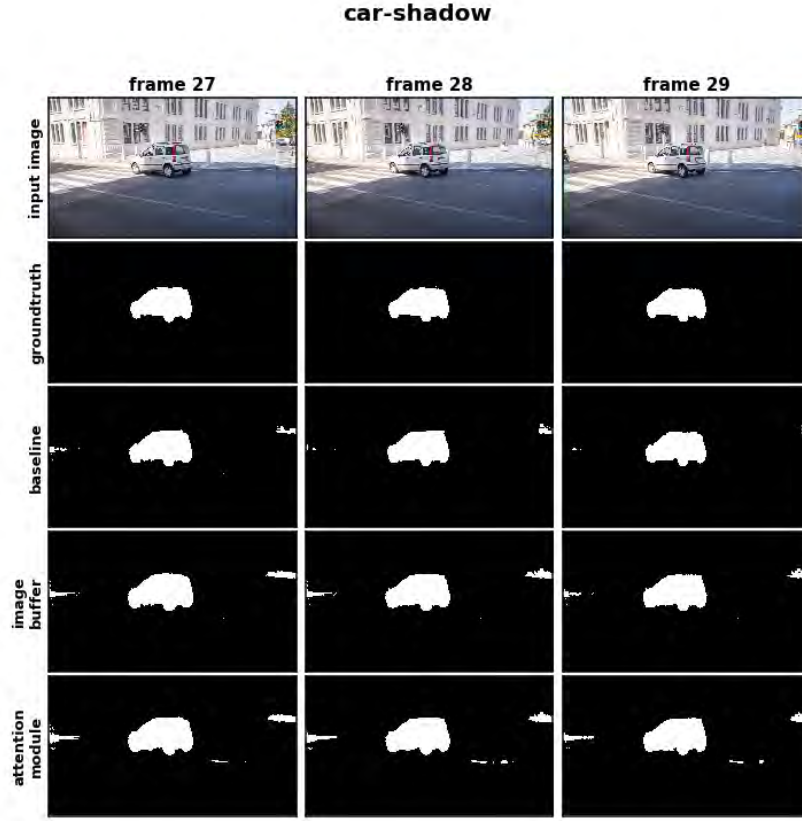 car-shadow
frame 27
frame 28
frame 29
input image
groundtruth
baseline
image
buffer
attention
module